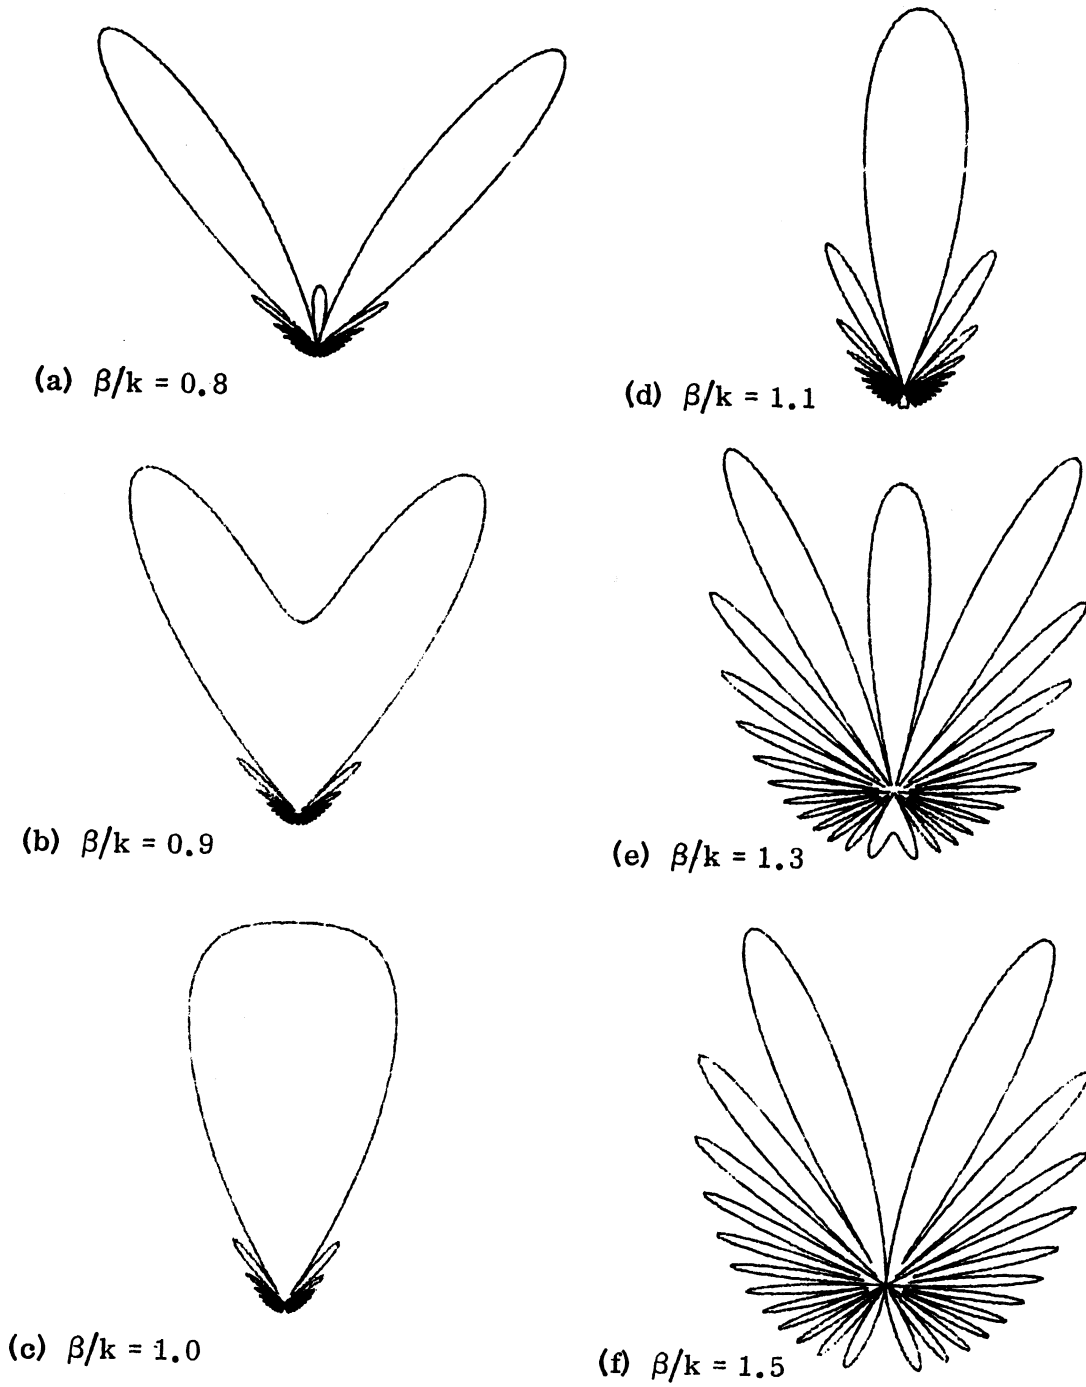 (a) β/k = 0.8
(b) β/k = 0.9
(c) β/k = 1.0
(d) β/k = 1.1
(e) β/k = 1.3
(f) β/k = 1.5